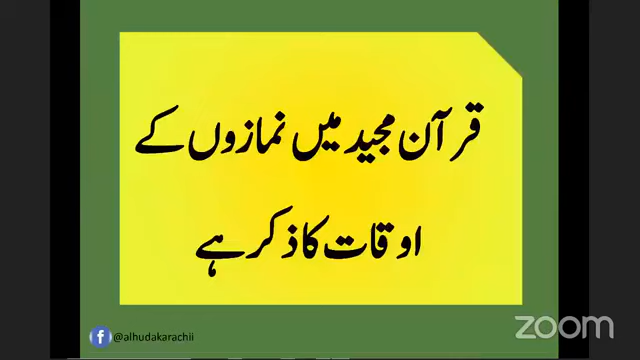 قرآن مجید میں نمازوں کے
اوقات کا ذکر ہے
@alhudakarachii
zoom